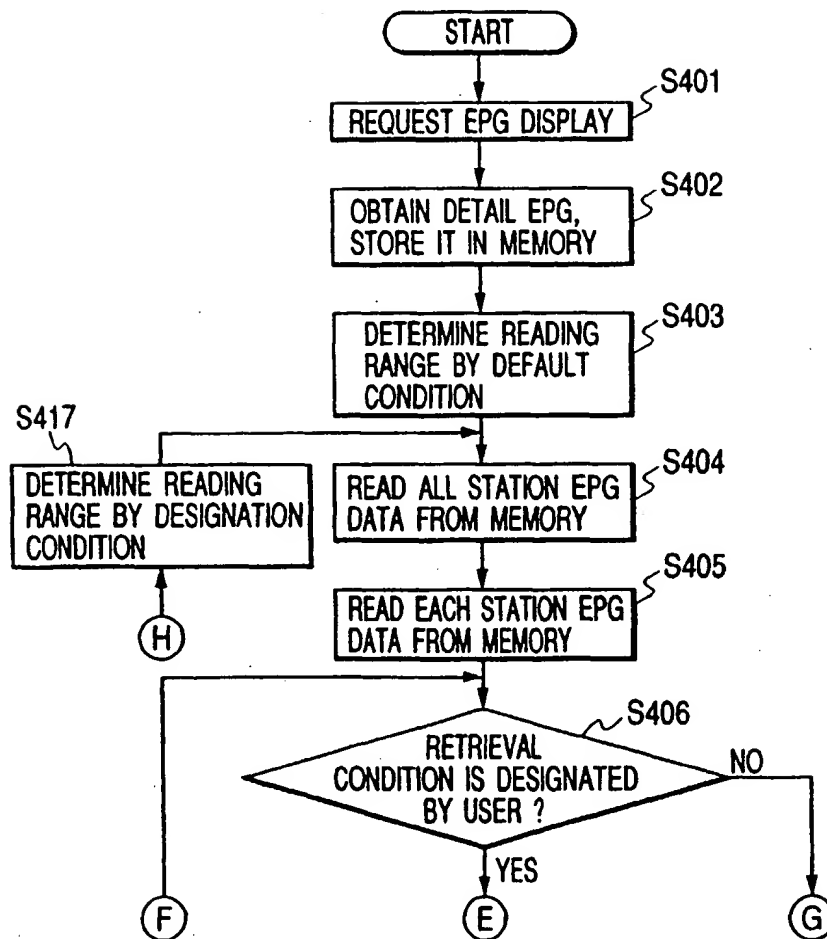 START
S401
REQUEST EPG DISPLAY
S402
OBTAIN DETAIL EPG,
STORE IT IN MEMORY
S403
DETERMINE READING
RANGE BY DEFAULT
CONDITION
S417
DETERMINE READING
RANGE BY DESIGNATION
CONDITION
H
S404
READ ALL STATION EPG
DATA FROM MEMORY
S405
READ EACH STATION EPG
DATA FROM MEMORY
S406
RETRIEVAL
CONDITION IS DESIGNATED
BY USER ?
NO
YES
F
E
G